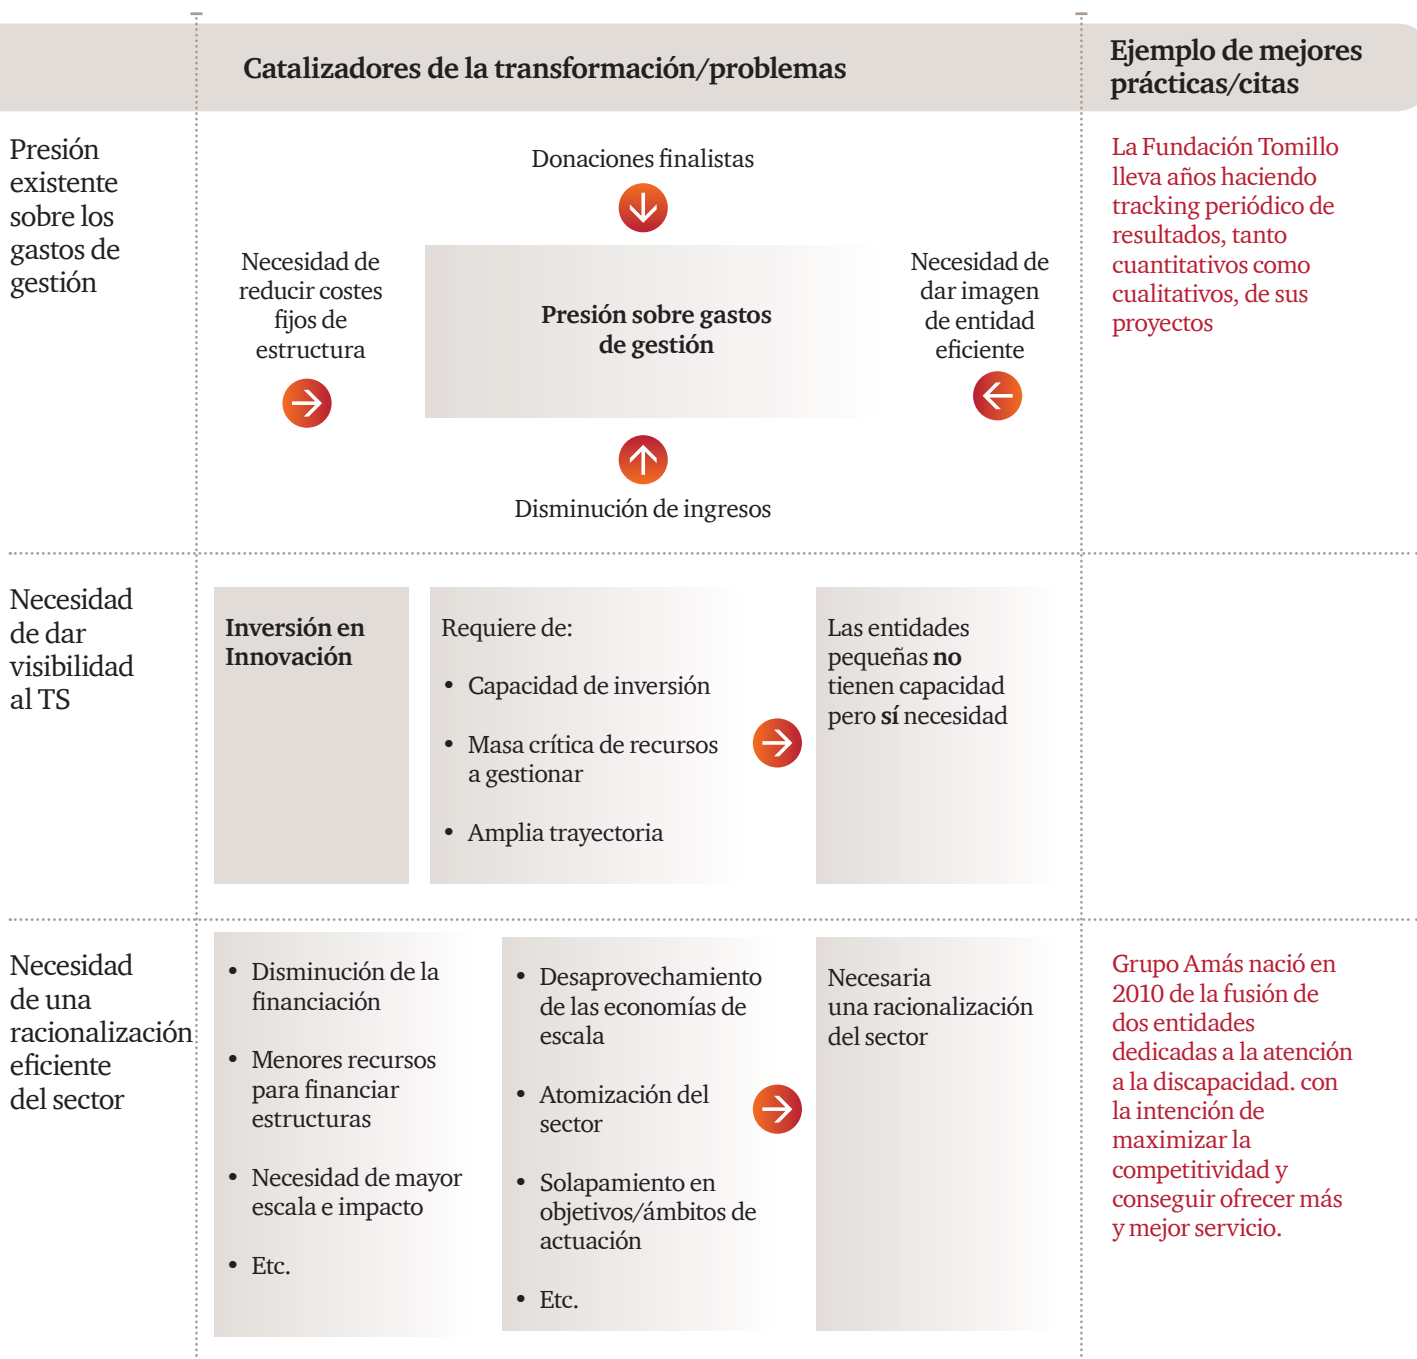 Catalizadores de la transformación/problemas
Ejemplo de mejores
prácticas/citas
Presión
existente
sobre los
gastos de
gestión
Donaciones finalistas
Necesidad de
reducir costes
fijos de
estructura
Presión sobre gastos
de gestión
Necesidad de
dar imagen
de entidad
eficiente
Disminución de ingresos
La Fundación Tomillo
lleva años haciendo
tracking periódico de
resultados, tanto
cuantitativos como
cualitativos, de sus
proyectos
Necesidad
de dar
visibilidad
al TS
Inversión en
Innovación
Requiere de:
• Capacidad de inversión
• Masa crítica de recursos
a gestionar
• Amplia trayectoria
Las entidades
pequeñas no
tienen capacidad
pero sí necesidad
Necesidad
de una
racionalización
eficiente
del sector
• Disminución de la
financiación
• Menores recursos
para financiar
estructuras
• Necesidad de mayor
escala e impacto
• Etc.
• Desaprovechamiento
de las economías de
escala
• Atomización del
sector
• Solapamiento en
objetivos/ámbitos de
actuación
• Etc.
Necesaria
una racionalización
del sector
Grupo Amás nació en
2010 de la fusión de
dos entidades
dedicadas a la atención
a la discapacidad. con
la intención de
maximizar la
competitividad y
conseguir ofrecer más
y mejor servicio.